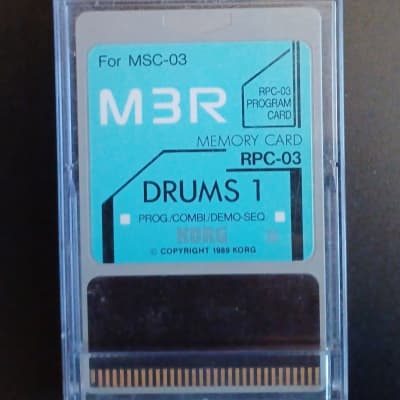 For MSC-03
M3R
RPC-03
PROGRAM
CARD
MEMORY CARD
RPC-03
DRUMS 1
PROG./COMBI/DEMO-SEQ
KORG
© COPYRIGHT 1989 KORG